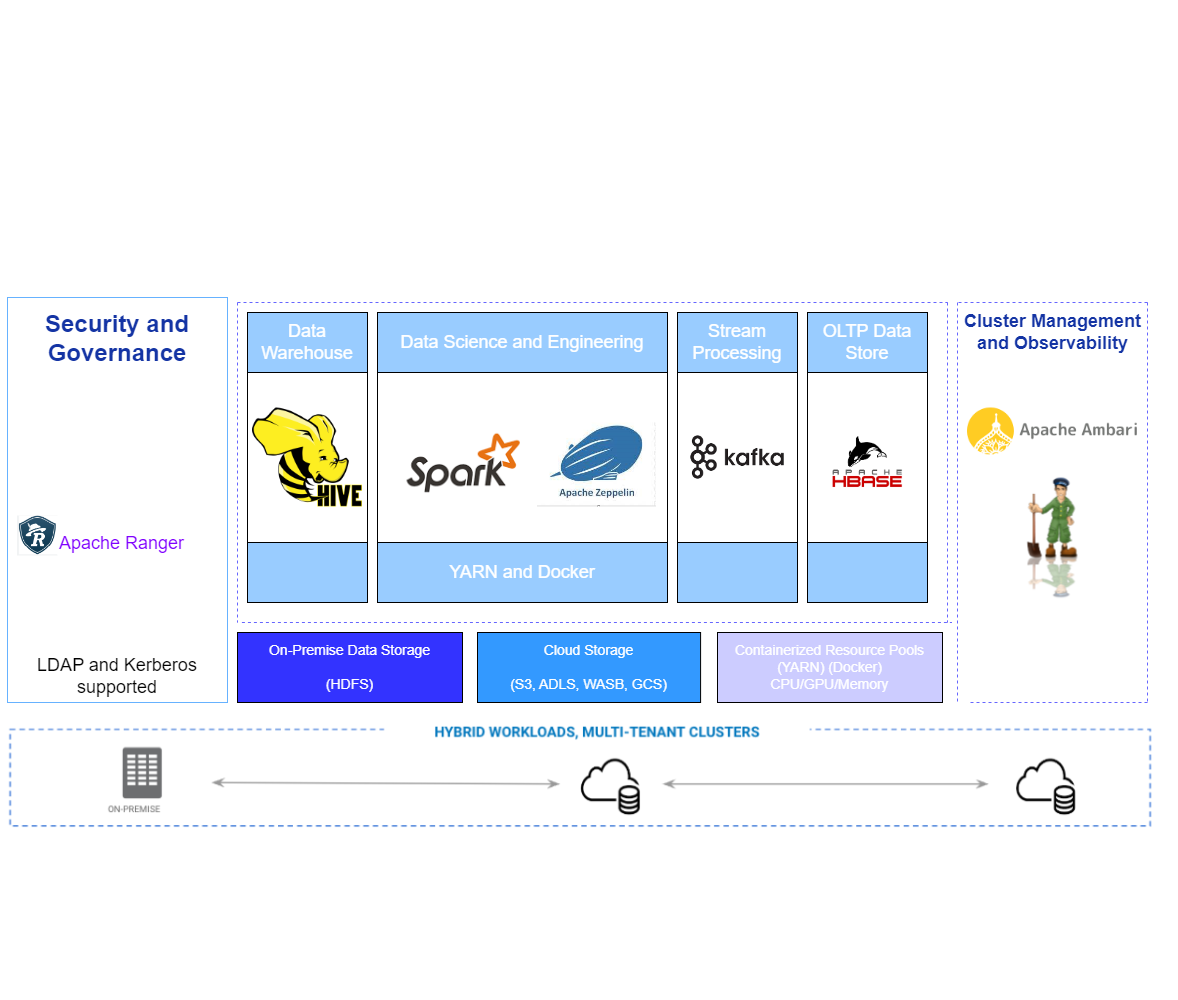 Security and
Governance
Apache Ranger
LDAP and Kerberos
supported
Data
Warehouse
HIVE
Data Science and Engineering
Spark
Apache Zeppelin
YARN and Docker
Stream
Processing
kafka
OLTP Data
Store
APACHE
HBASE
Cluster Management
and Observability
Apache Ambari
On-Premise Data Storage
(HDFS)
Cloud Storage
(S3, ADLS, WASB, GCS)
Containerized Resource Pools
(YARN) (Docker)
CPU/GPU/Memory
HYBRID WORKLOADS, MULTI-TENANT CLUSTERS
ON-PREMISE